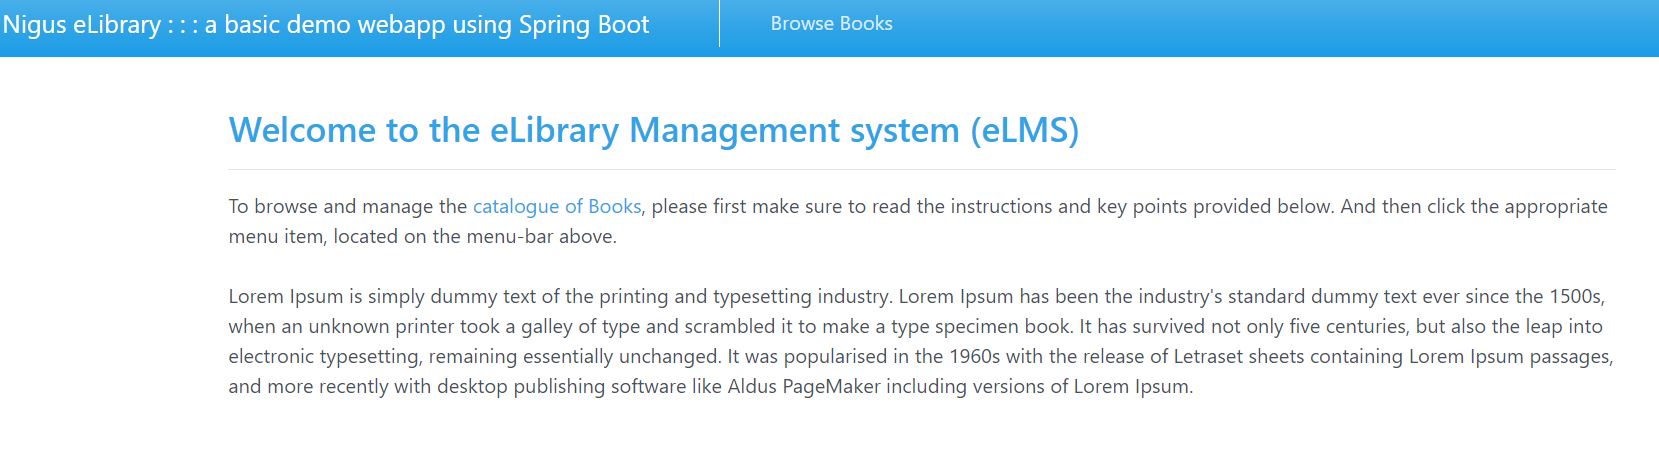 Nigus eLibrary : : : a basic demo webapp using Spring Boot
Browse Books
Welcome to the eLibrary Management system (eLMS)
To browse and manage the catalogue of Books, please first make sure to read the instructions and key points provided below. And then click the appropriate
menu item, located on the menu-bar above.
Lorem Ipsum is simply dummy text of the printing and typesetting industry. Lorem Ipsum has been the industry's standard dummy text ever since the 1500s,
when an unknown printer took a galley of type and scrambled it to make a type specimen book. It has survived not only five centuries, but also the leap into
electronic typesetting, remaining essentially unchanged. It was popularised in the 1960s with the release of Letraset sheets containing Lorem Ipsum passages,
and more recently with desktop publishing software like Aldus PageMaker including versions of Lorem Ipsum.